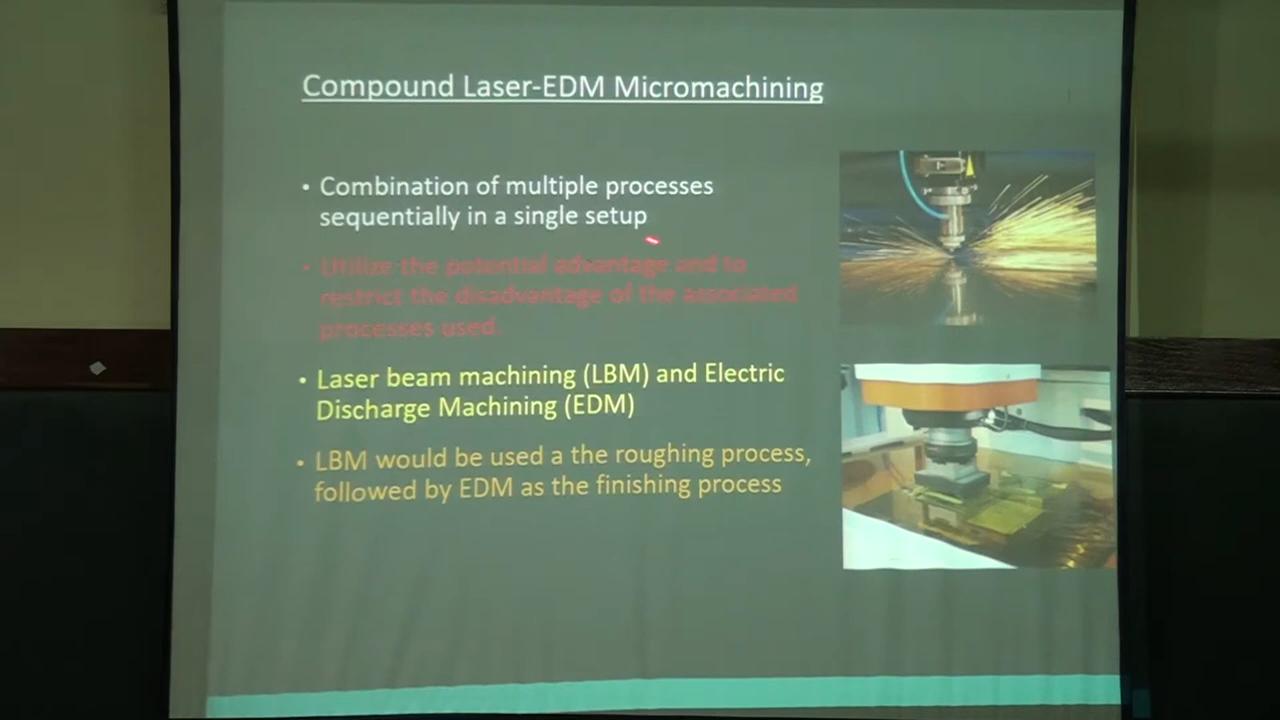 Compound Laser-EDM Micromachining
• Combination of multiple processes
sequentially in a single setup
• Utilize the potential advantage and to
restrict the disadvantage of the associated
processes used.
• Laser beam machining (LBM) and Electric
Discharge Machining (EDM)
• LBM would be used a the roughing process,
followed by EDM as the finishing process